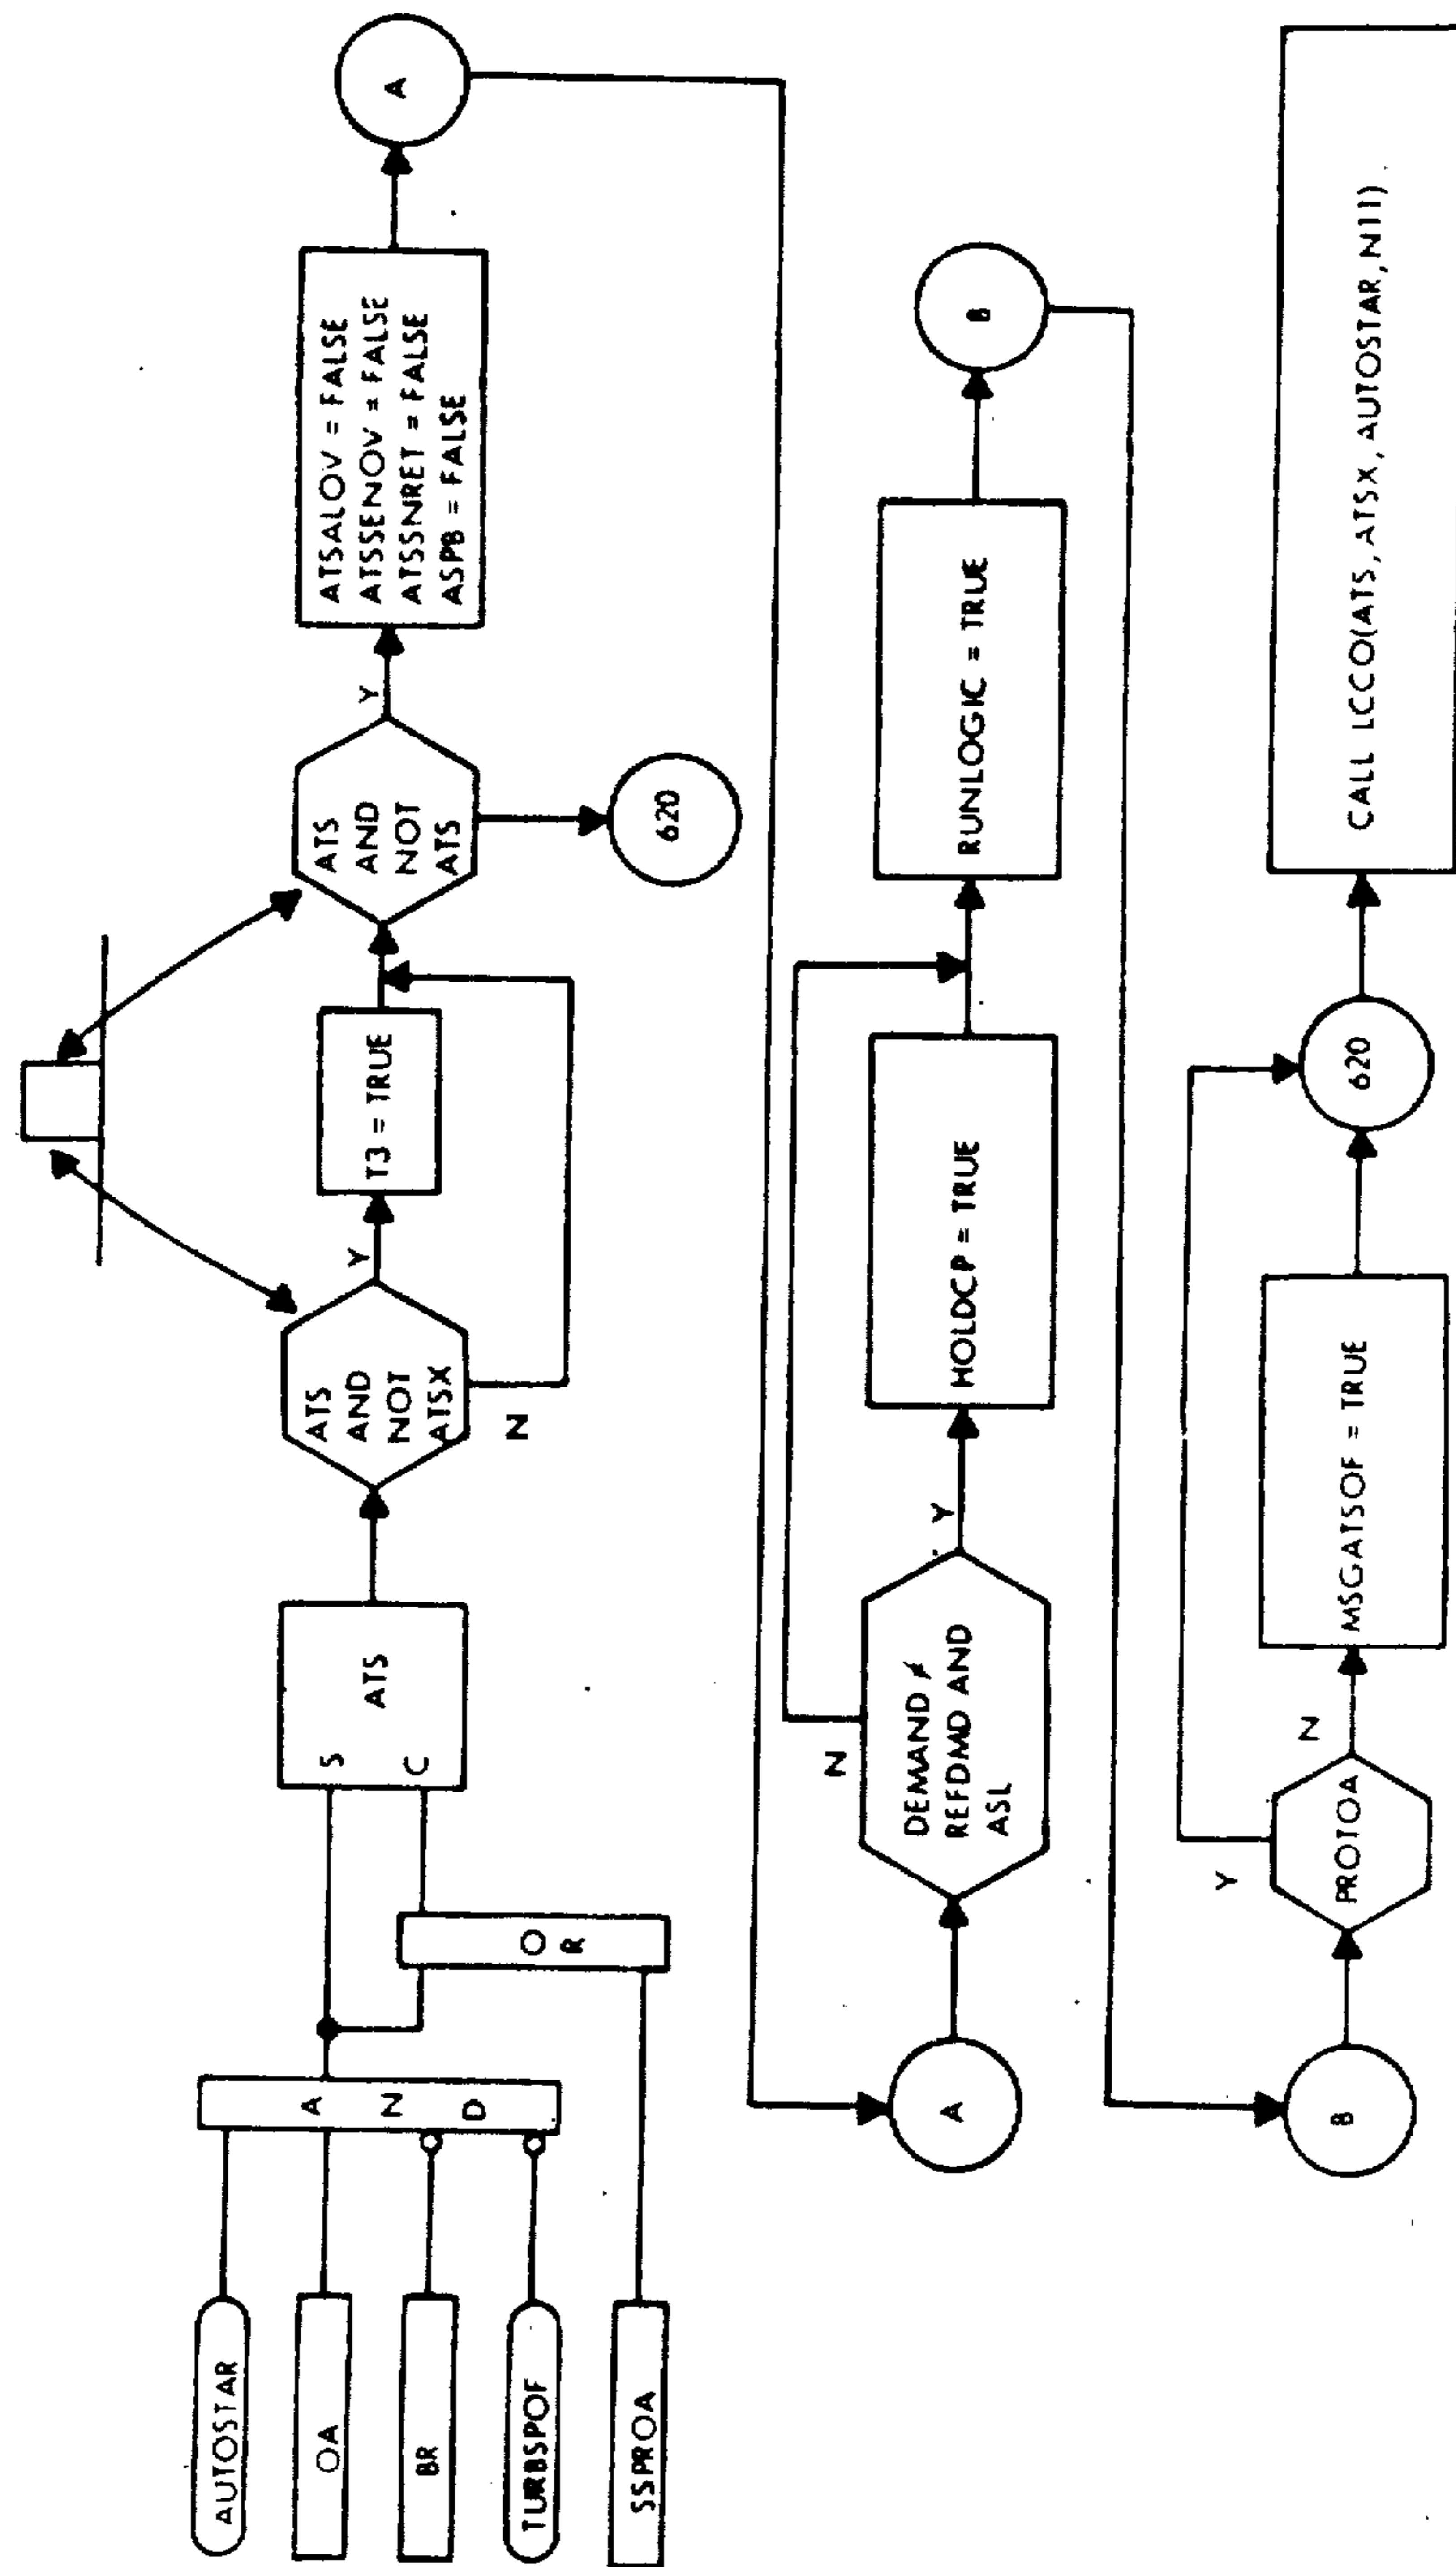 AUTOSTAR
OA
BR
TURBSPOF
SSPROA
A
N
D
O
R
S
C
ATS
ATS
AND
NOT
ATSX
Y
N
T3 = TRUE
ATS
AND
NOT
ATS
Y
620
ATSALOV = FALSE
ATSSENOV = FALSE
ATSSNRET = FALSE
ASPB = FALSE
A
A
DEMAND ≠
REFDMD AND
ASL
N
Y
HOLDCP = TRUE
RUNLOGIC = TRUE
B
B
PROTOA
Y
N
MSGATSOF = TRUE
620
CALL LCCO(ATS, ATSX, AUTOSTAR, N11)